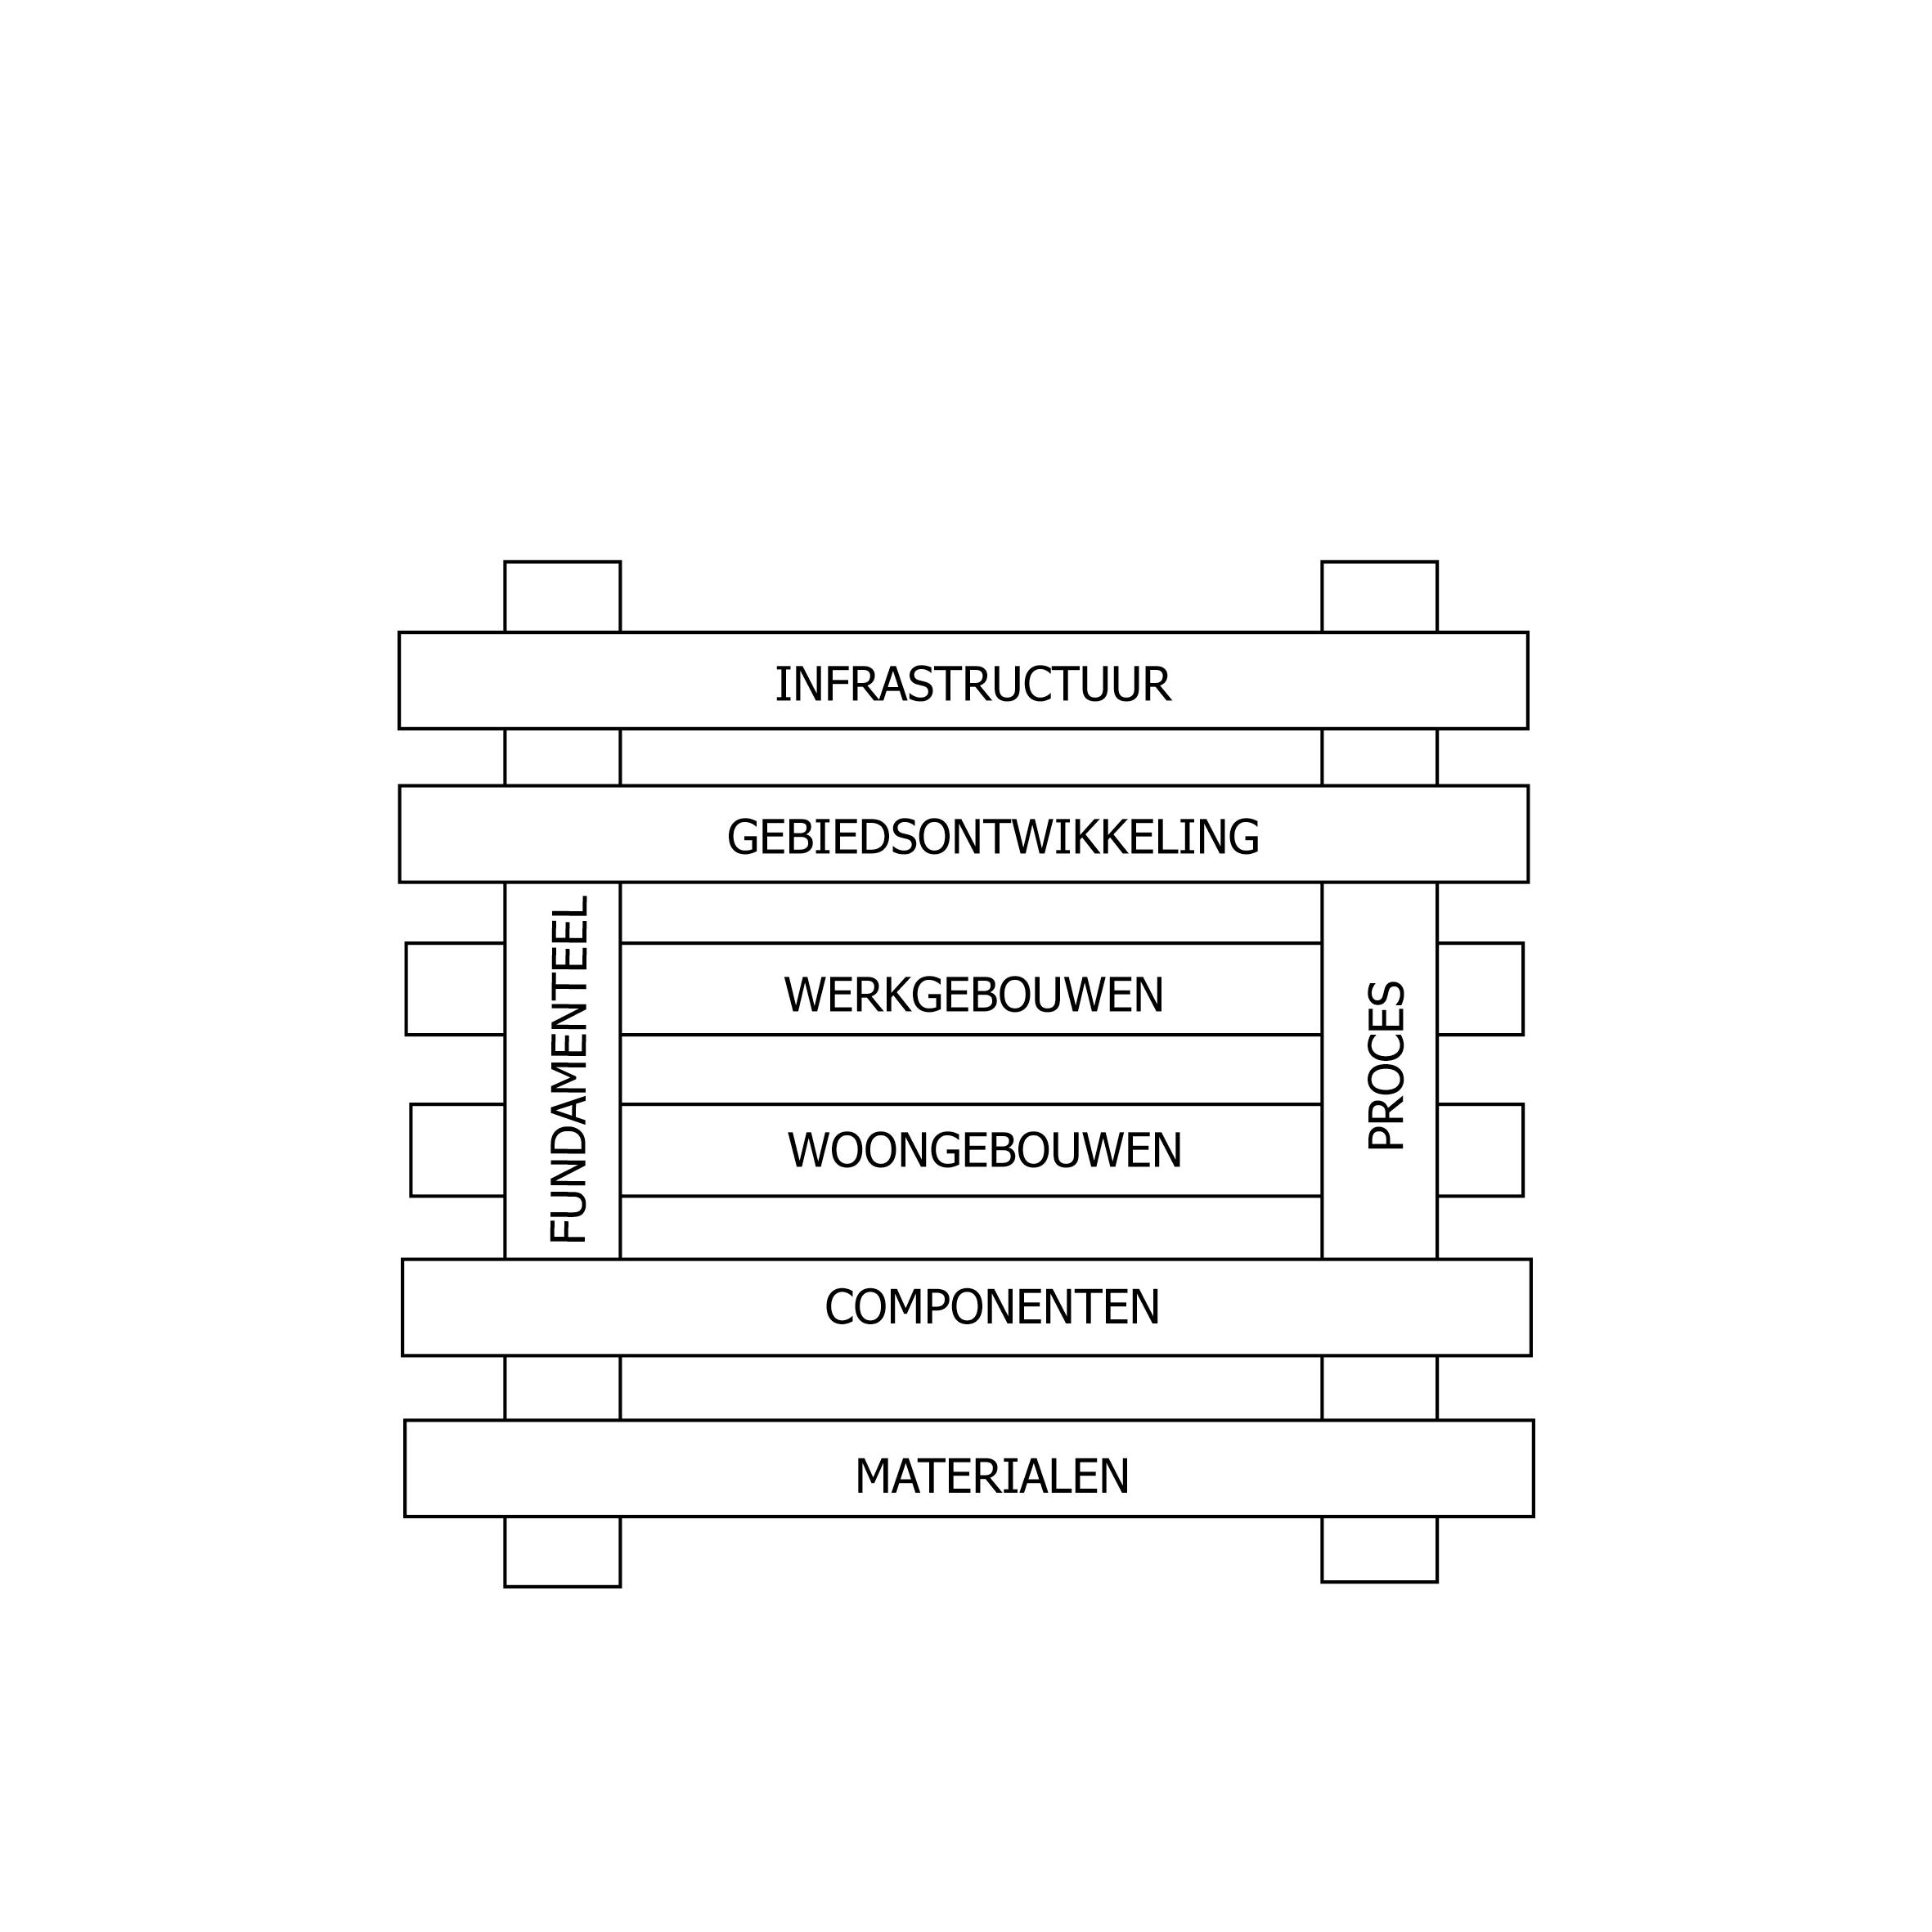 INFRASTRUCTUUR
GEBIEDSONTWIKKELING
FUNDAMENTEEL
WERKGEBOUWEN
PROCES
WOONGEBOUWEN
COMPONENTEN
MATERIALEN